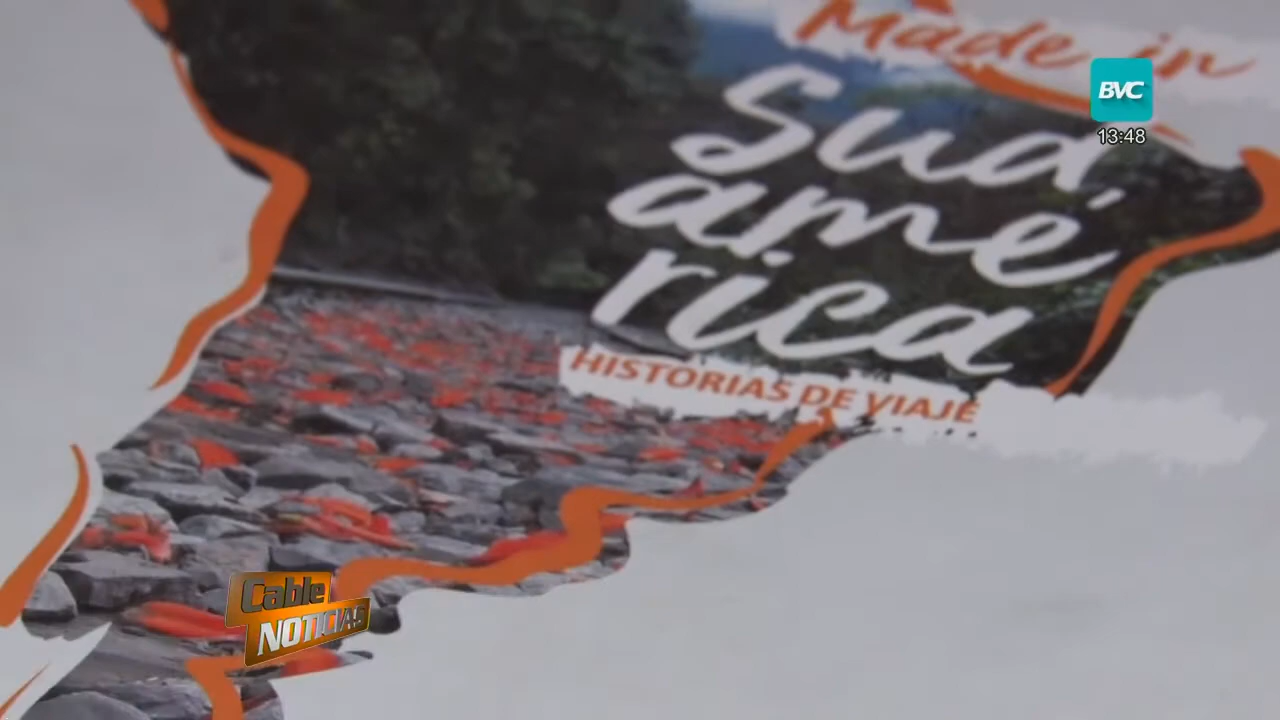 Made in
Sud
amé
rica
HISTORIAS DE VIAJE
BVC
13:48
Cable
NOTICIAS